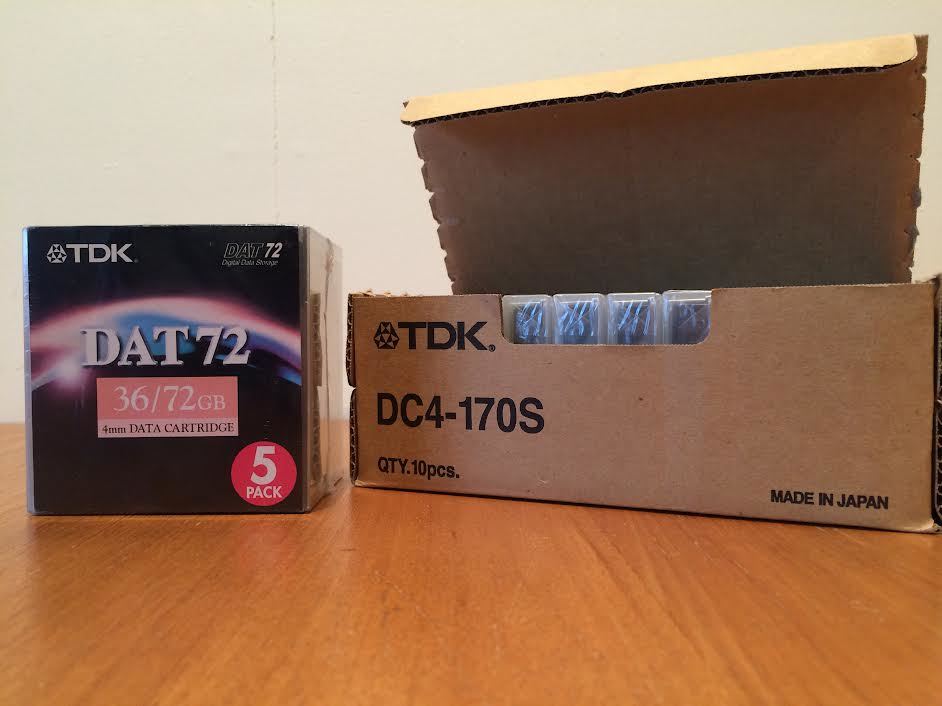 TDK®
DAT 72
Digital Data Storage
DAT 72
36/72GB
4mm DATA CARTRIDGE
5
PACK
TDK®
DC4-170S
QTY.10pcs.
MADE IN JAPAN